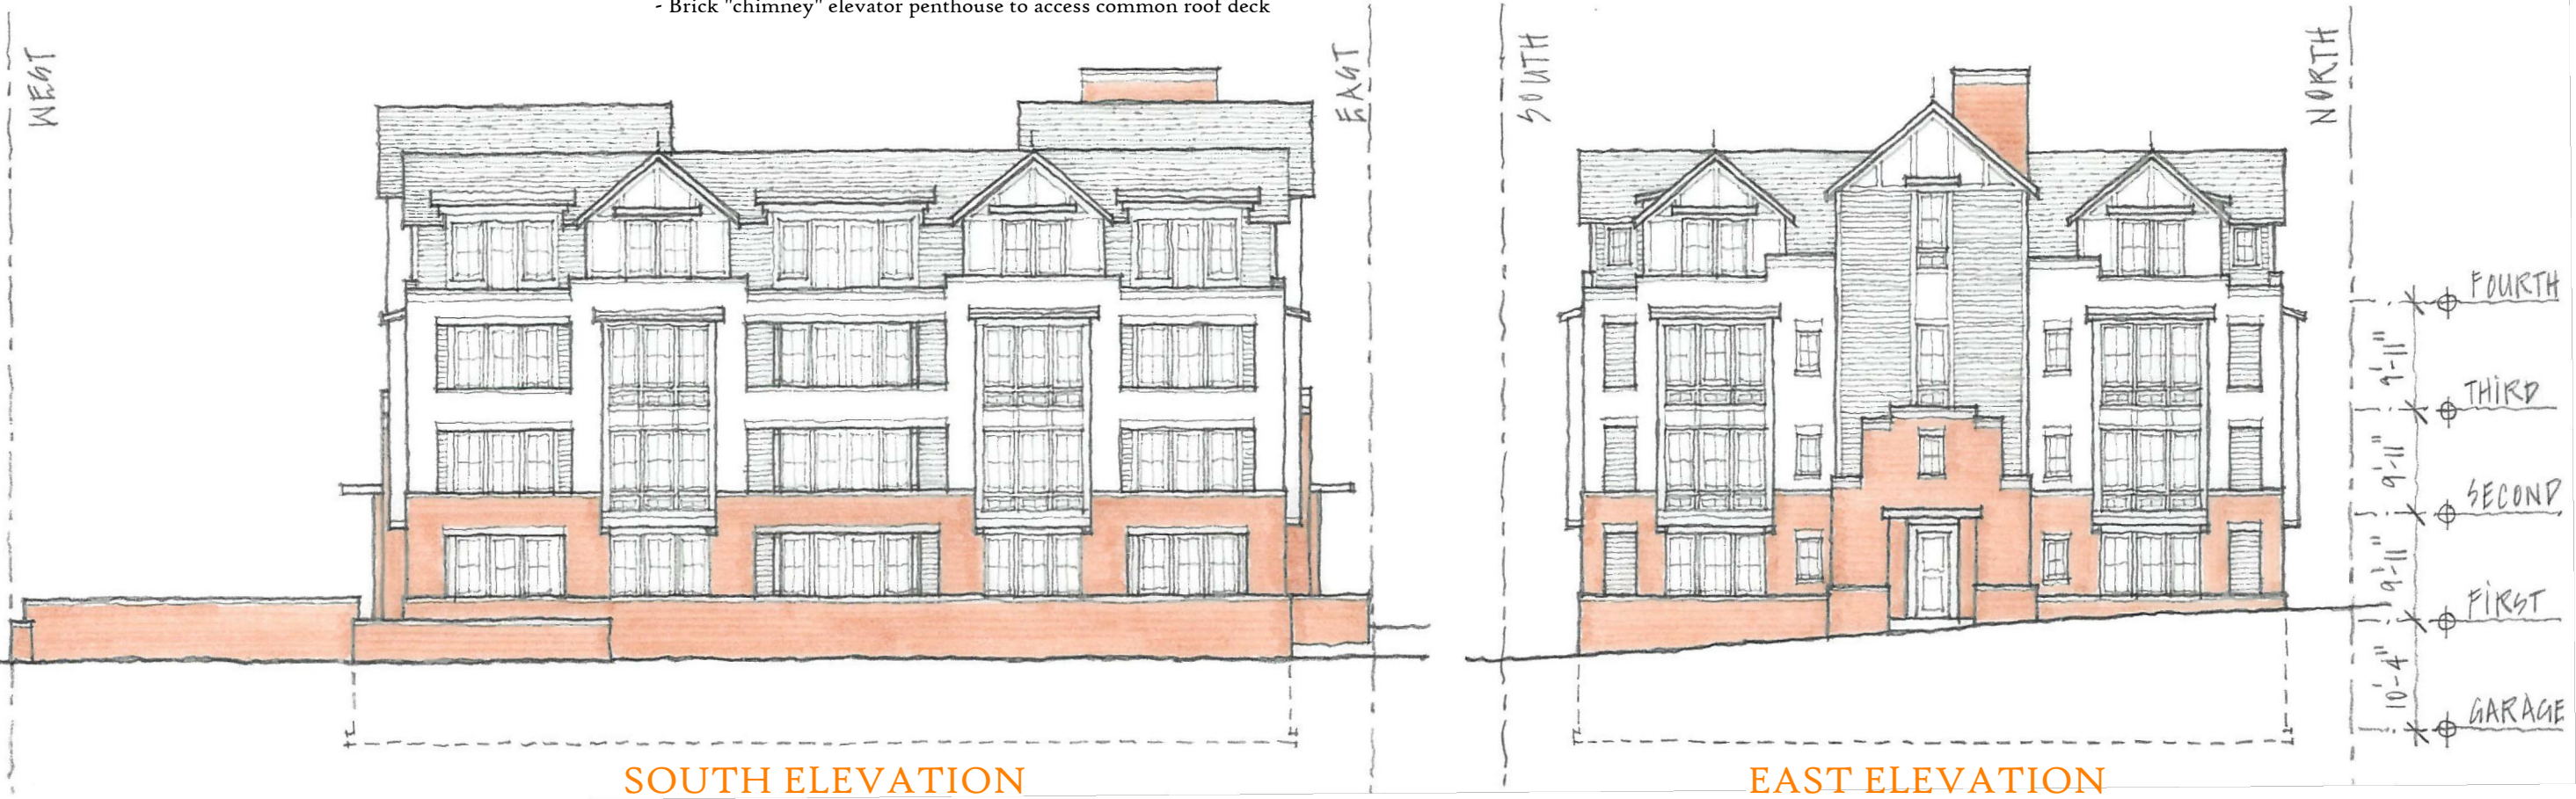 - Brick "chimney" elevator penthouse to access common roof deck
WEST
EAST
SOUTH
NORTH
FOURTH
9'-11"
THIRD
9'-11"
SECOND
9'-11"
FIRST
10'-4"
GARAGE
SOUTH ELEVATION
EAST ELEVATION